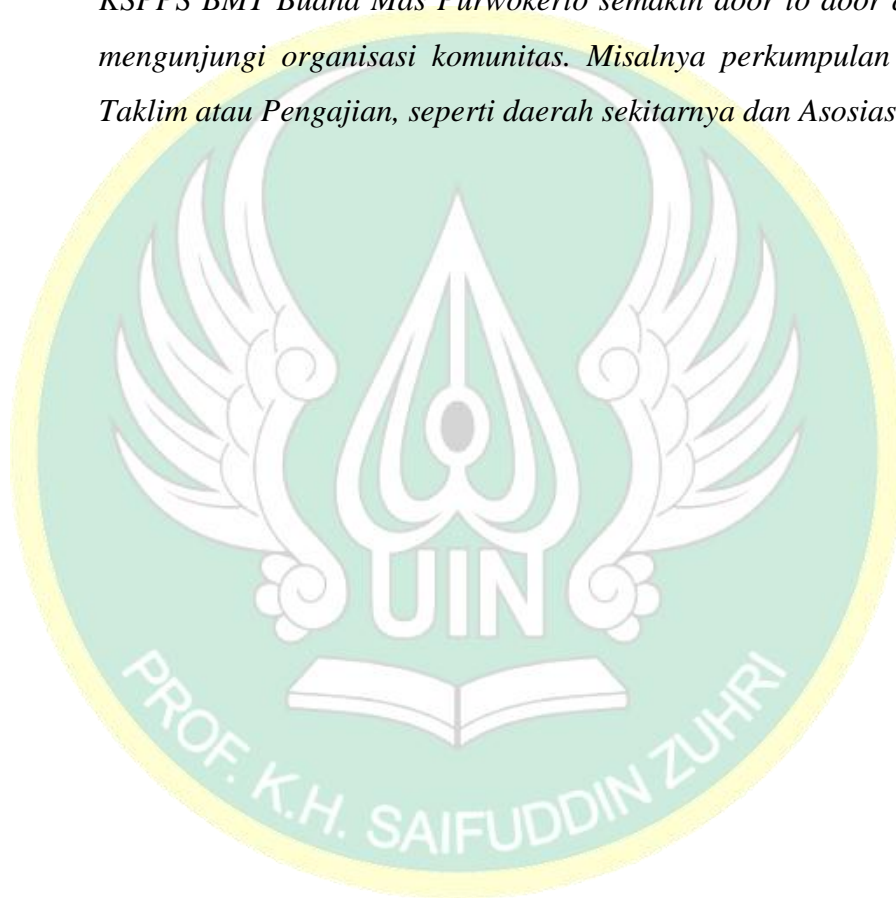 KSPPS BMT Buana Mas Purwokerto semakin door to door
mengunjungi organisasi komunitas. Misalnya perkumpulan
Taklim atau Pengajian, seperti daerah sekitarnya dan Asosias
UIN
PROF. K.H. SAIFUDDIN ZUHRI